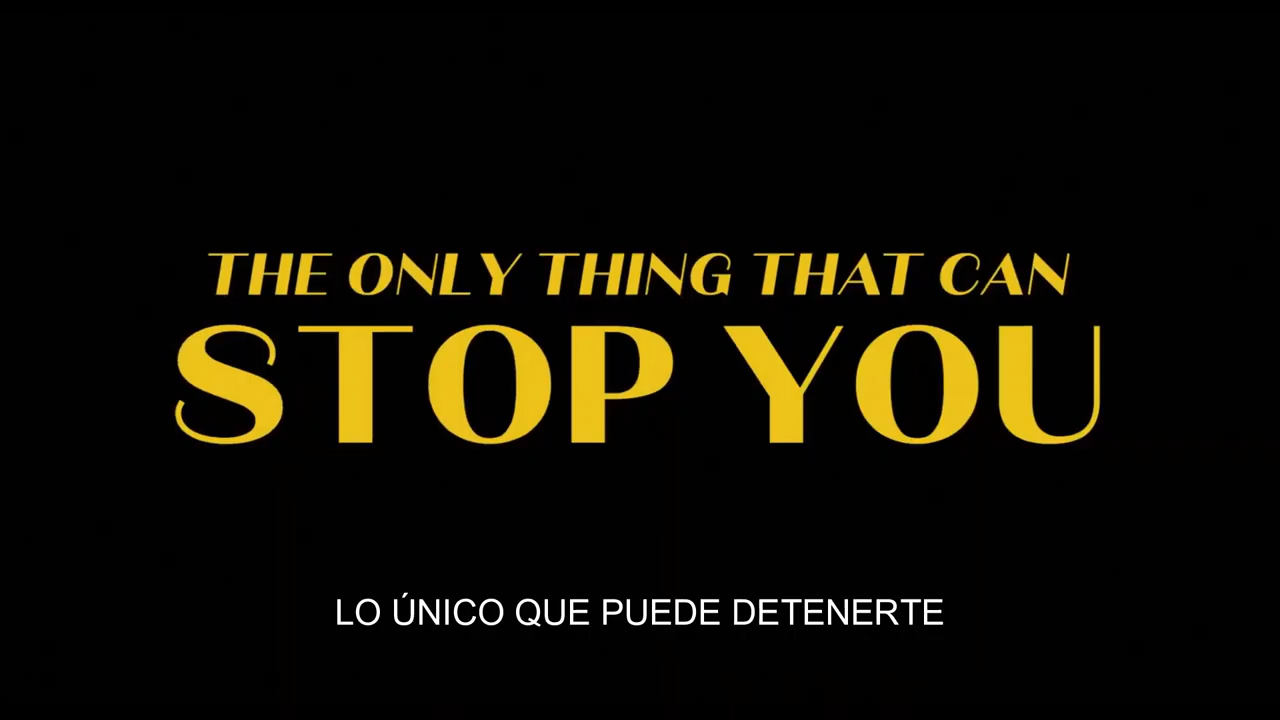 THE ONLY THING THAT CAN
STOP YOU
LO ÚNICO QUE PUEDE DETENERTE